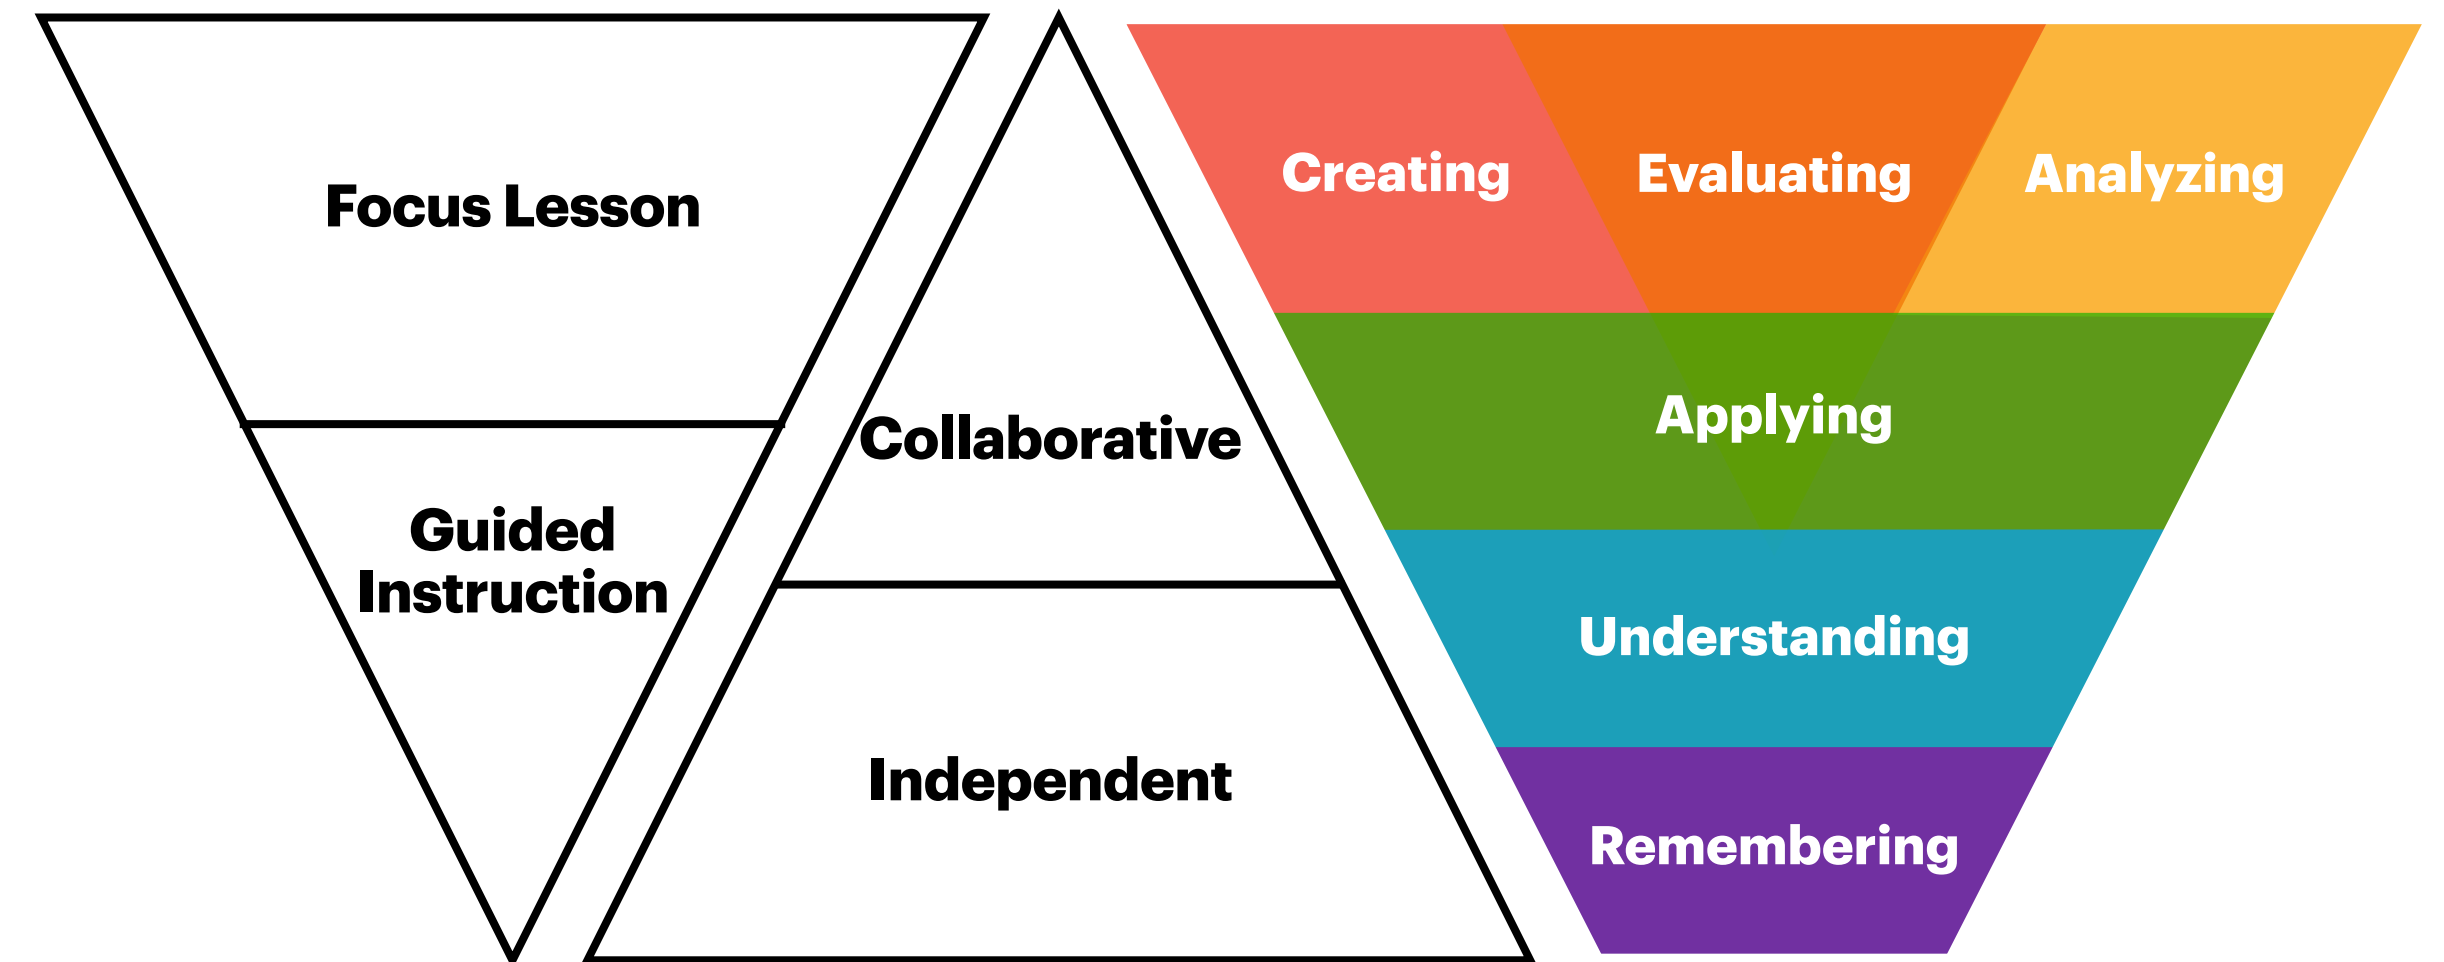 Focus Lesson
Guided
Instruction
Collaborative
Independent
Creating
Evaluating
Analyzing
Applying
Understanding
Remembering